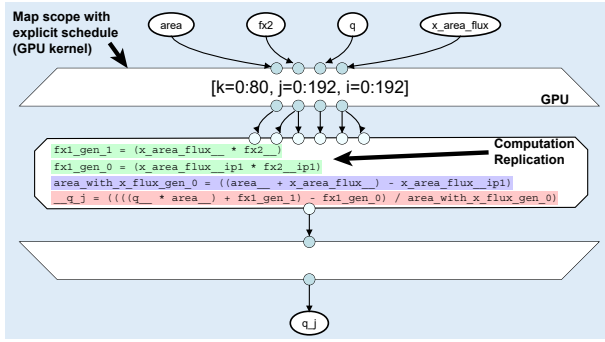 Map scope with
explicit schedule
(GPU kernel)
area
fx2
q
x_area_flux
[k=0:80, j=0:192, i=0:192]
GPU
Computation
Replication
fx1_gen_1 = (x_area_flux__ * fx2__)
fx1_gen_0 = (x_area_flux__ip1 * fx2__ip1)
area_with_x_flux_gen_0 = ((area__ + x_area_flux__) - x_area_flux__ip1)
__q_j = ((((q__ * area__) + fx1_gen_1) - fx1_gen_0) / area_with_x_flux_gen_0)
q_j